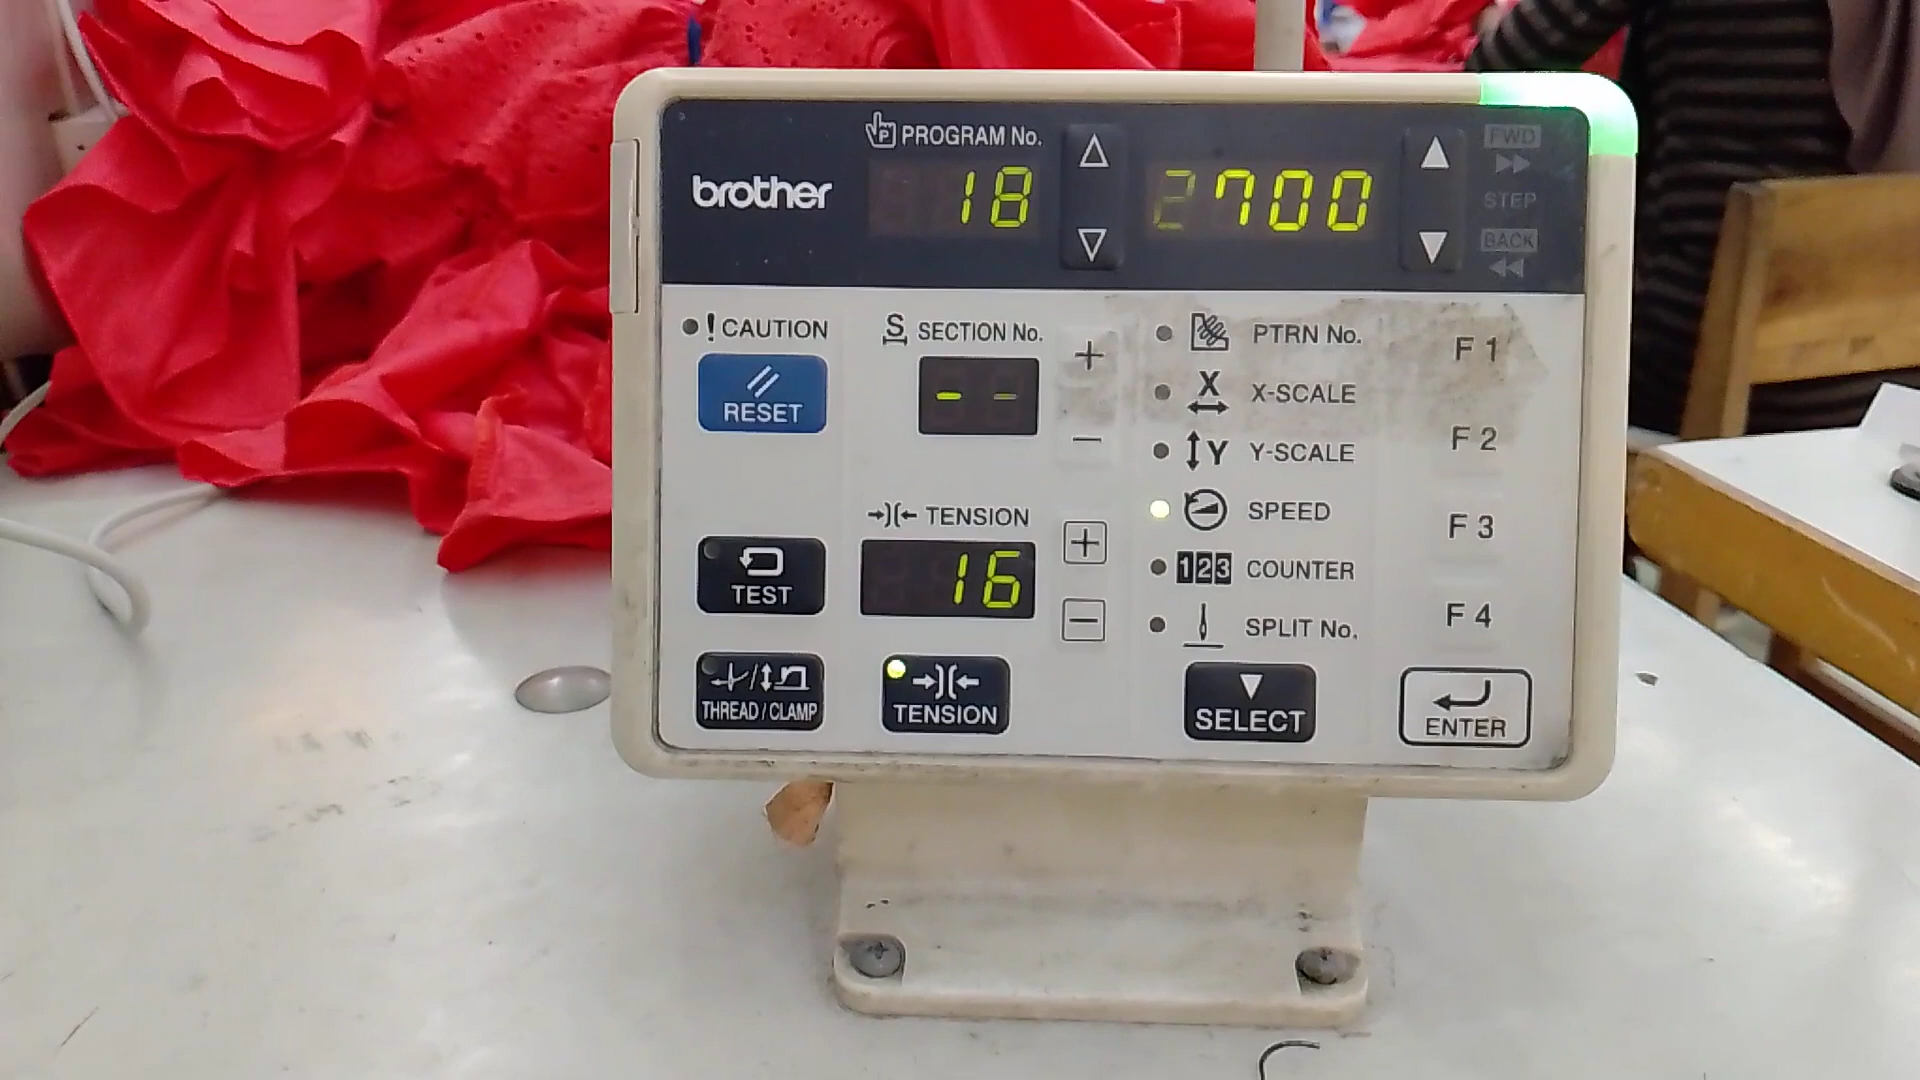 PROGRAM No.
brother
18
2700
FWD
STEP
BACK
! CAUTION
RESET
S SECTION No.
- -
+
-
PTRN No.
X X-SCALE
Y Y-SCALE
SPEED
123 COUNTER
SPLIT No.
F 1
F 2
F 3
F 4
TENSION
16
+
-
TEST
THREAD / CLAMP
TENSION
SELECT
ENTER